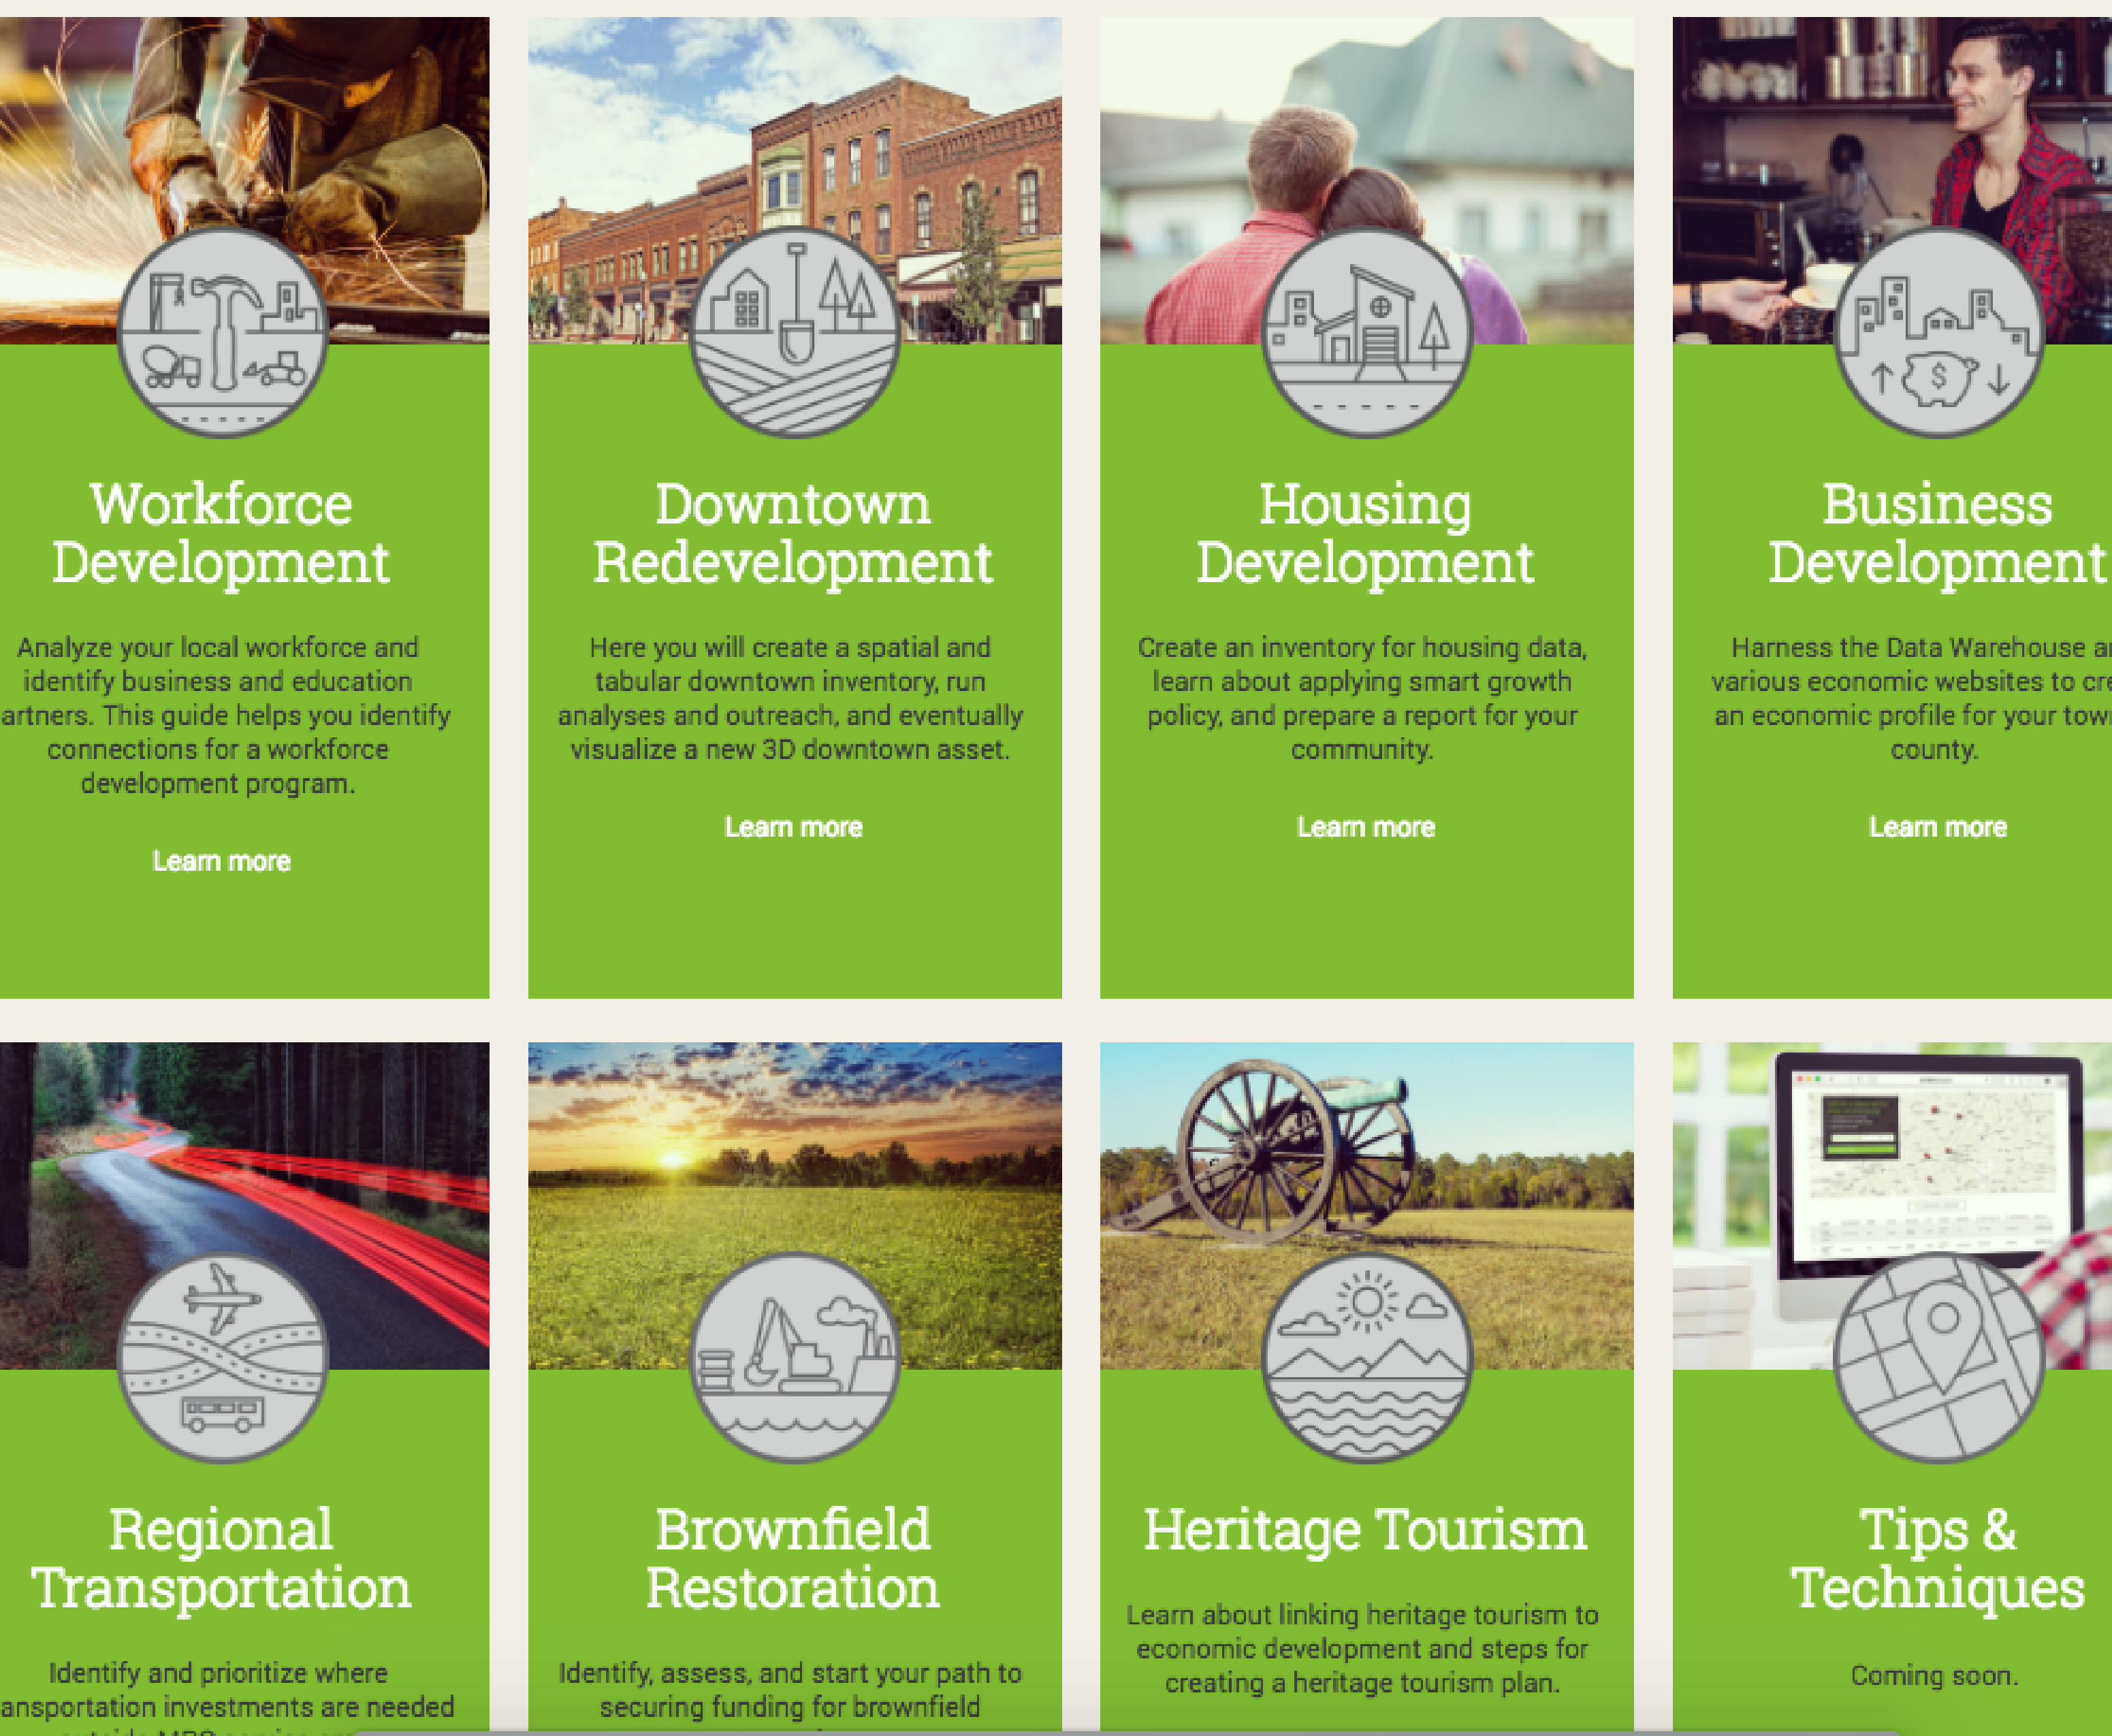 Workforce
Development
Analyze your local workforce and
identify business and education
artners. This guide helps you identify
connections for a workforce
development program.
Learn more
Downtown
Redevelopment
Here you will create a spatial and
tabular downtown inventory, run
analyses and outreach, and eventually
visualize a new 3D downtown asset.
Learn more
Housing
Development
Create an inventory for housing data,
learn about applying smart growth
policy, and prepare a report for your
community.
Learn more
$
Business
Development
Harness the Data Warehouse a
various economic websites to cre
an economic profile for your tow
county.
Learn more
Regional
Transportation
Identify and prioritize where
ansportation investments are needed
Brownfield
Restoration
Identify, assess, and start your path to
securing funding for brownfield
Heritage Tourism
Learn about linking heritage tourism to
economic development and steps for
creating a heritage tourism plan.
Tips &
Techniques
Coming soon.